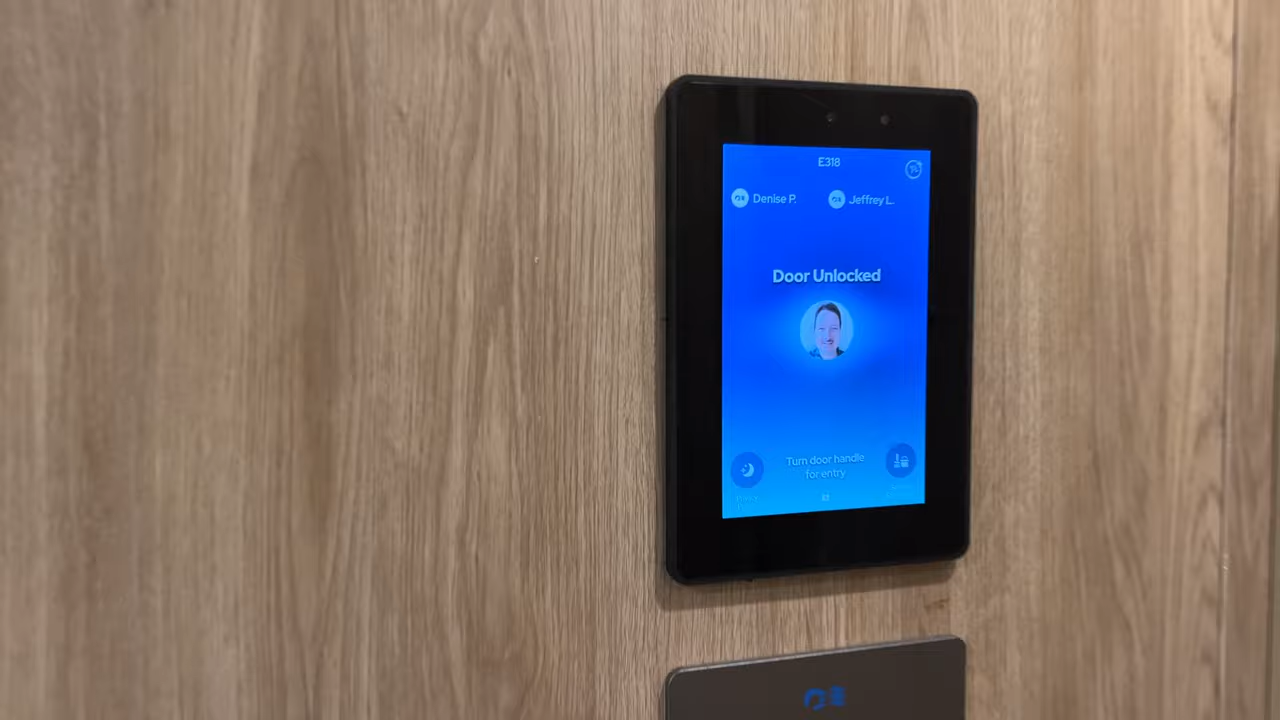 E318
Denise P. Jeffrey L.
Door Unlocked
Turn door handle
for entry